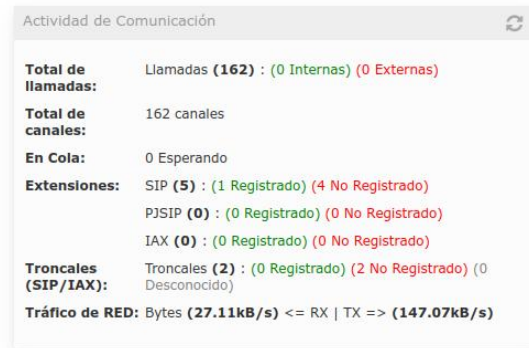 Actividad de Comunicación
Total de llamadas: Llamadas (162) : (0 Internas) (0 Externas)
Total de canales: 162 canales
En Cola: 0 Esperando
Extensiones: SIP (5) : (1 Registrado) (4 No Registrado)
PJSIP (0) : (0 Registrado) (0 No Registrado)
IAX (0) : (0 Registrado) (0 No Registrado)
Troncales (SIP/IAX): Troncales (2) : (0 Registrado) (2 No Registrado) (0 Desconocido)
Tráfico de RED: Bytes (27.11kB/s) <= RX | TX => (147.07kB/s)